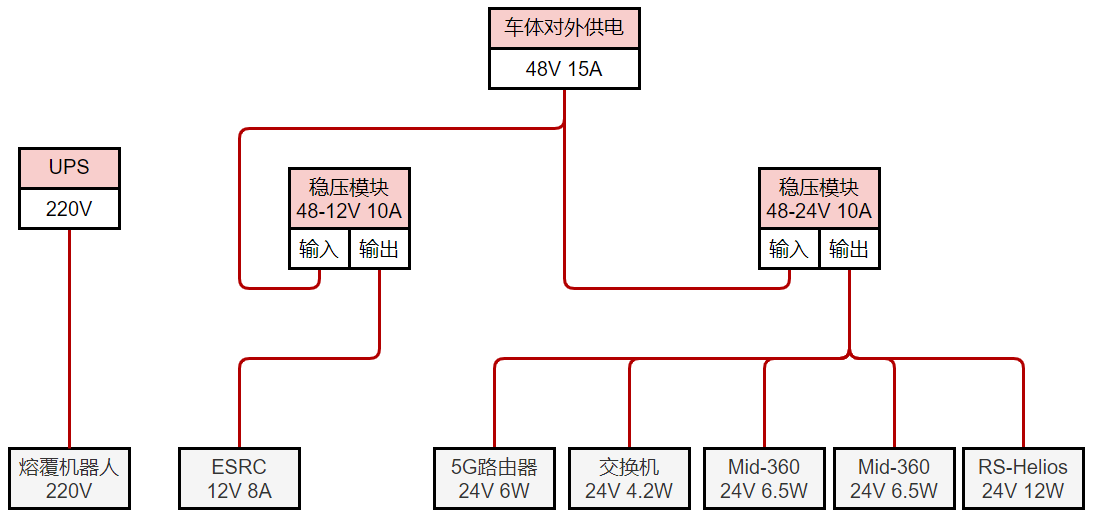 车体对外供电
48V 15A
UPS
220V
稳压模块
48-12V 10A
输入
输出
稳压模块
48-24V 10A
输入
输出
熔覆机器人
220V
ESRC
12V 8A
5G路由器
24V 6W
交换机
24V 4.2W
Mid-360
24V 6.5W
Mid-360
24V 6.5W
RS-Helios
24V 12W